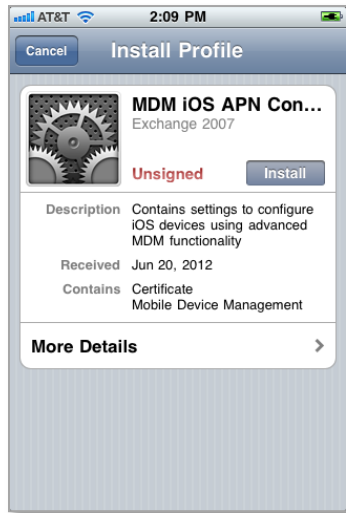 AT&T 2:09 PM
Cancel Install Profile
MDM iOS APN Con...
Exchange 2007
Unsigned Install
Description Contains settings to configure
iOS devices using advanced
MDM functionality
Received Jun 20, 2012
Contains Certificate
Mobile Device Management
More Details